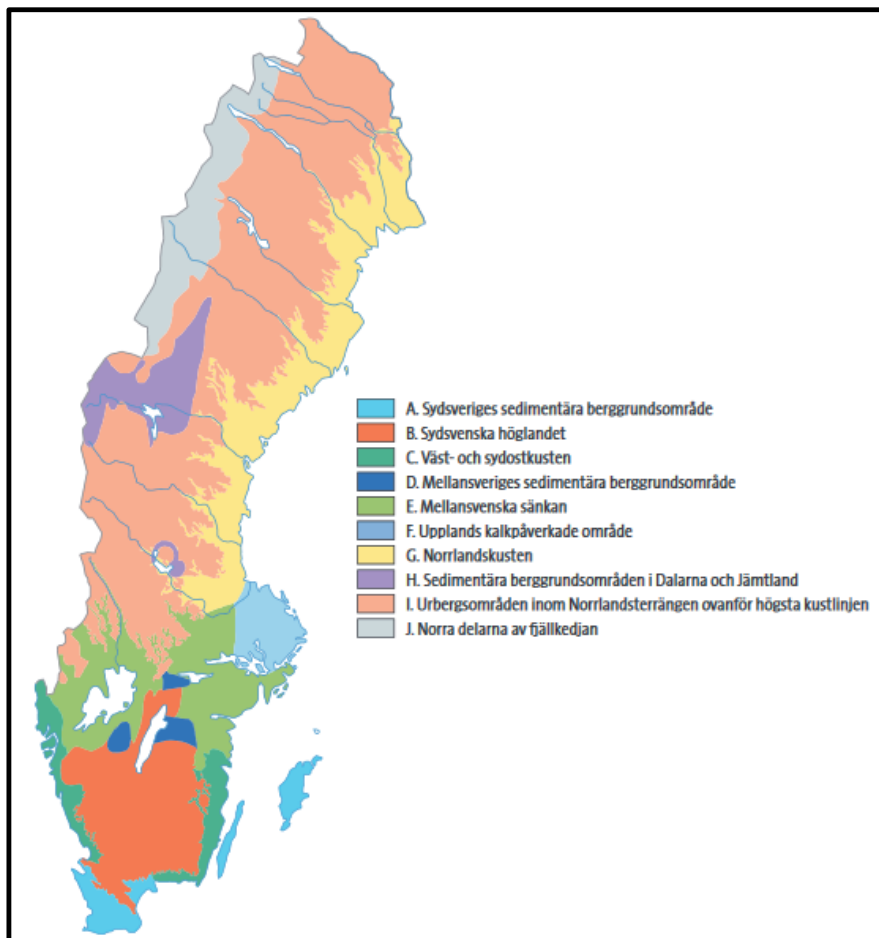 A. Sydsveriges sedimentära berggrundsområde
B. Sydsvenska höglandet
C. Väst- och sydostkusten
D. Mellansveriges sedimentära berggrundsområde
E. Mellansvenska sänkan
F. Upplands kalkpåverkade område
G. Norrlandskusten
H. Sedimentära berggrundsområden i Dalarna och Jämtland
I. Urbergsområden inom Norrlandsterrängen ovanför högsta kustlinjen
J. Norra delarna av fjällkedjan